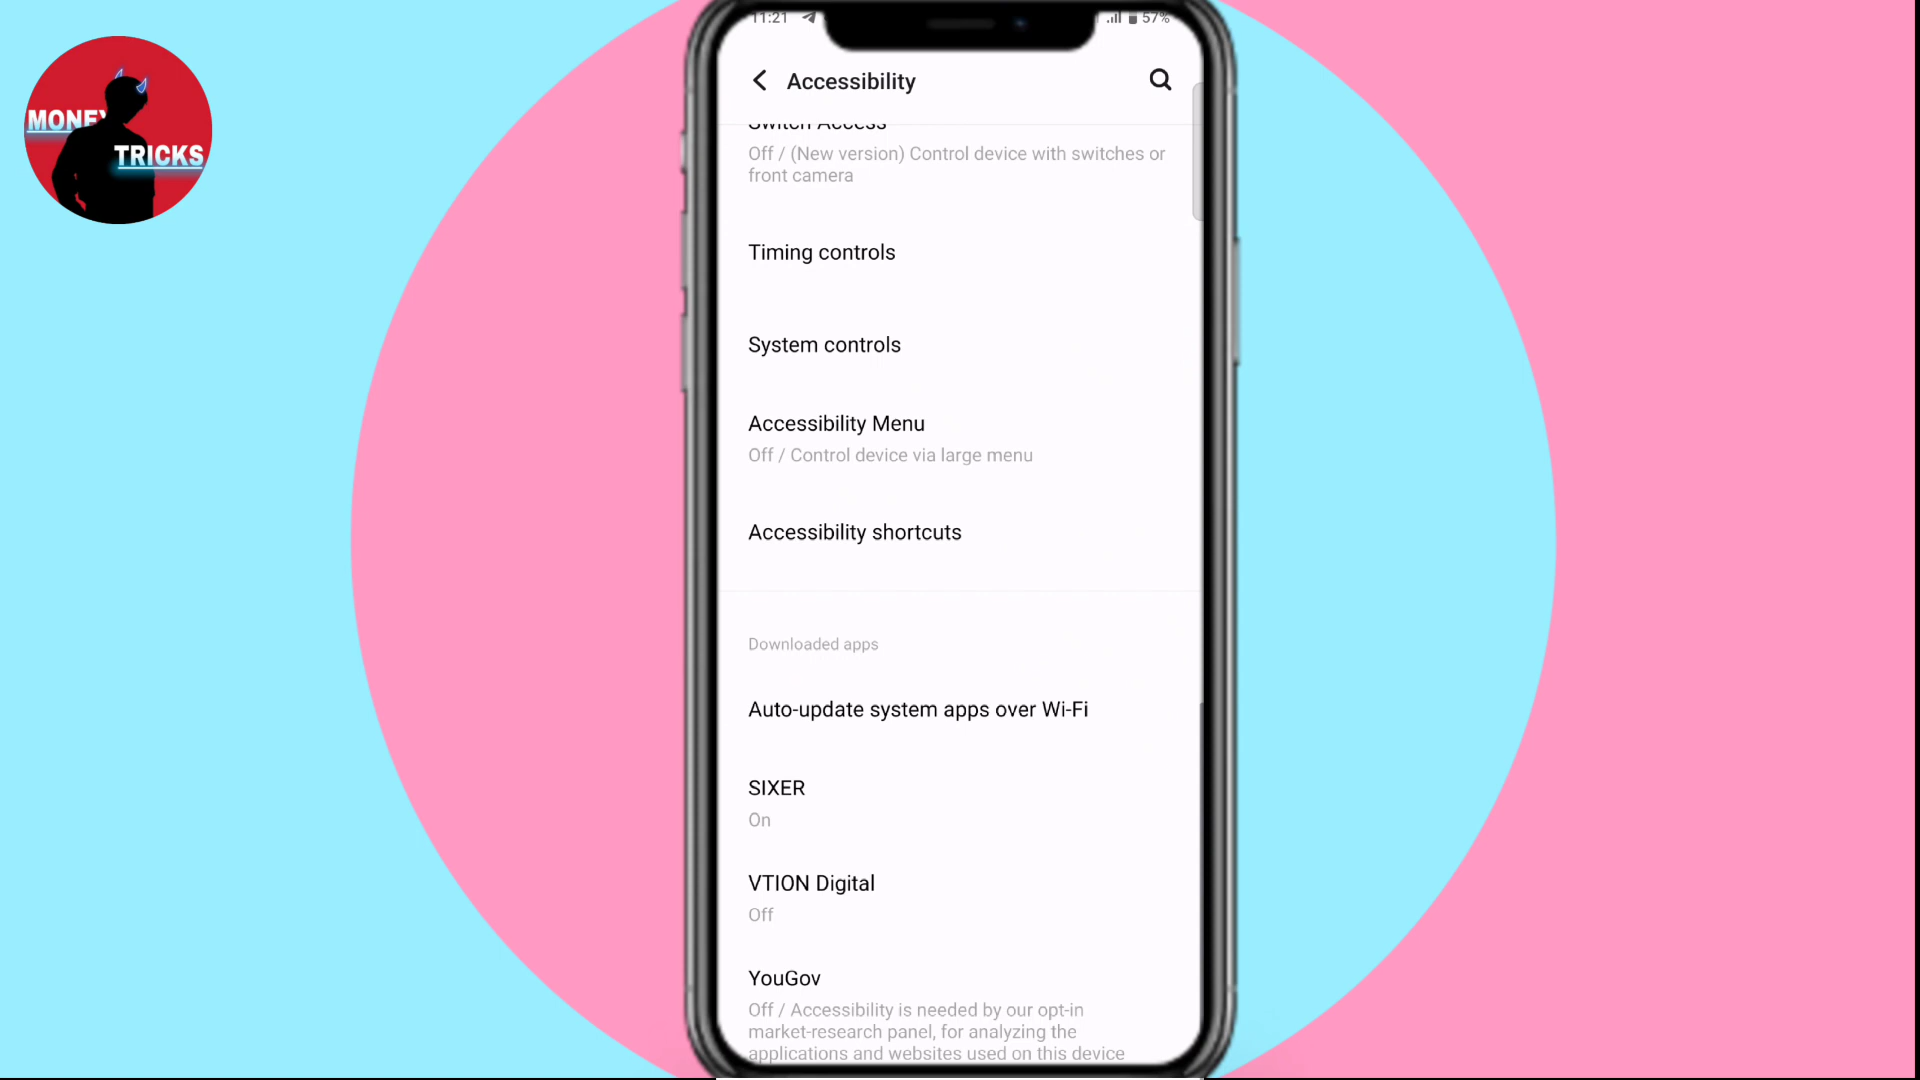 MONEY
TRICKS
11:21
57%
Accessibility
Switch Access
Off / (New version) Control device with switches or
front camera
Timing controls
System controls
Accessibility Menu
Off / Control device via large menu
Accessibility shortcuts
Downloaded apps
Auto-update system apps over Wi-Fi
SIXER
On
VTION Digital
Off
YouGov
Off / Accessibility is needed by our opt-in
market-research panel, for analyzing the
applications and websites used on this device